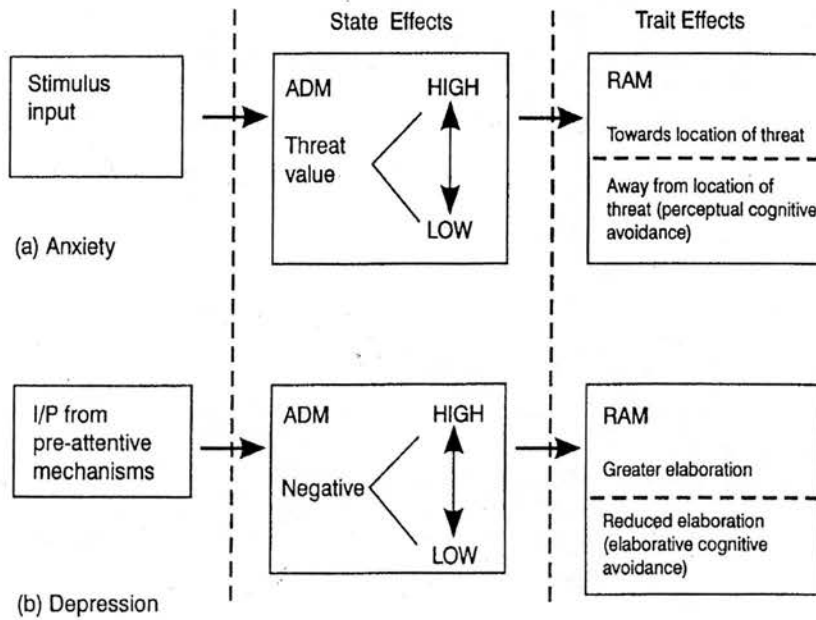 State Effects
Trait Effects
Stimulus
input
ADM
HIGH
Threat
value
LOW
RAM
Towards location of threat
Away from location of
threat (perceptual cognitive
avoidance)
(a) Anxiety
I/P from
pre-attentive
mechanisms
ADM
HIGH
Negative
LOW
RAM
Greater elaboration
Reduced elaboration
(elaborative cognitive
avoidance)
(b) Depression